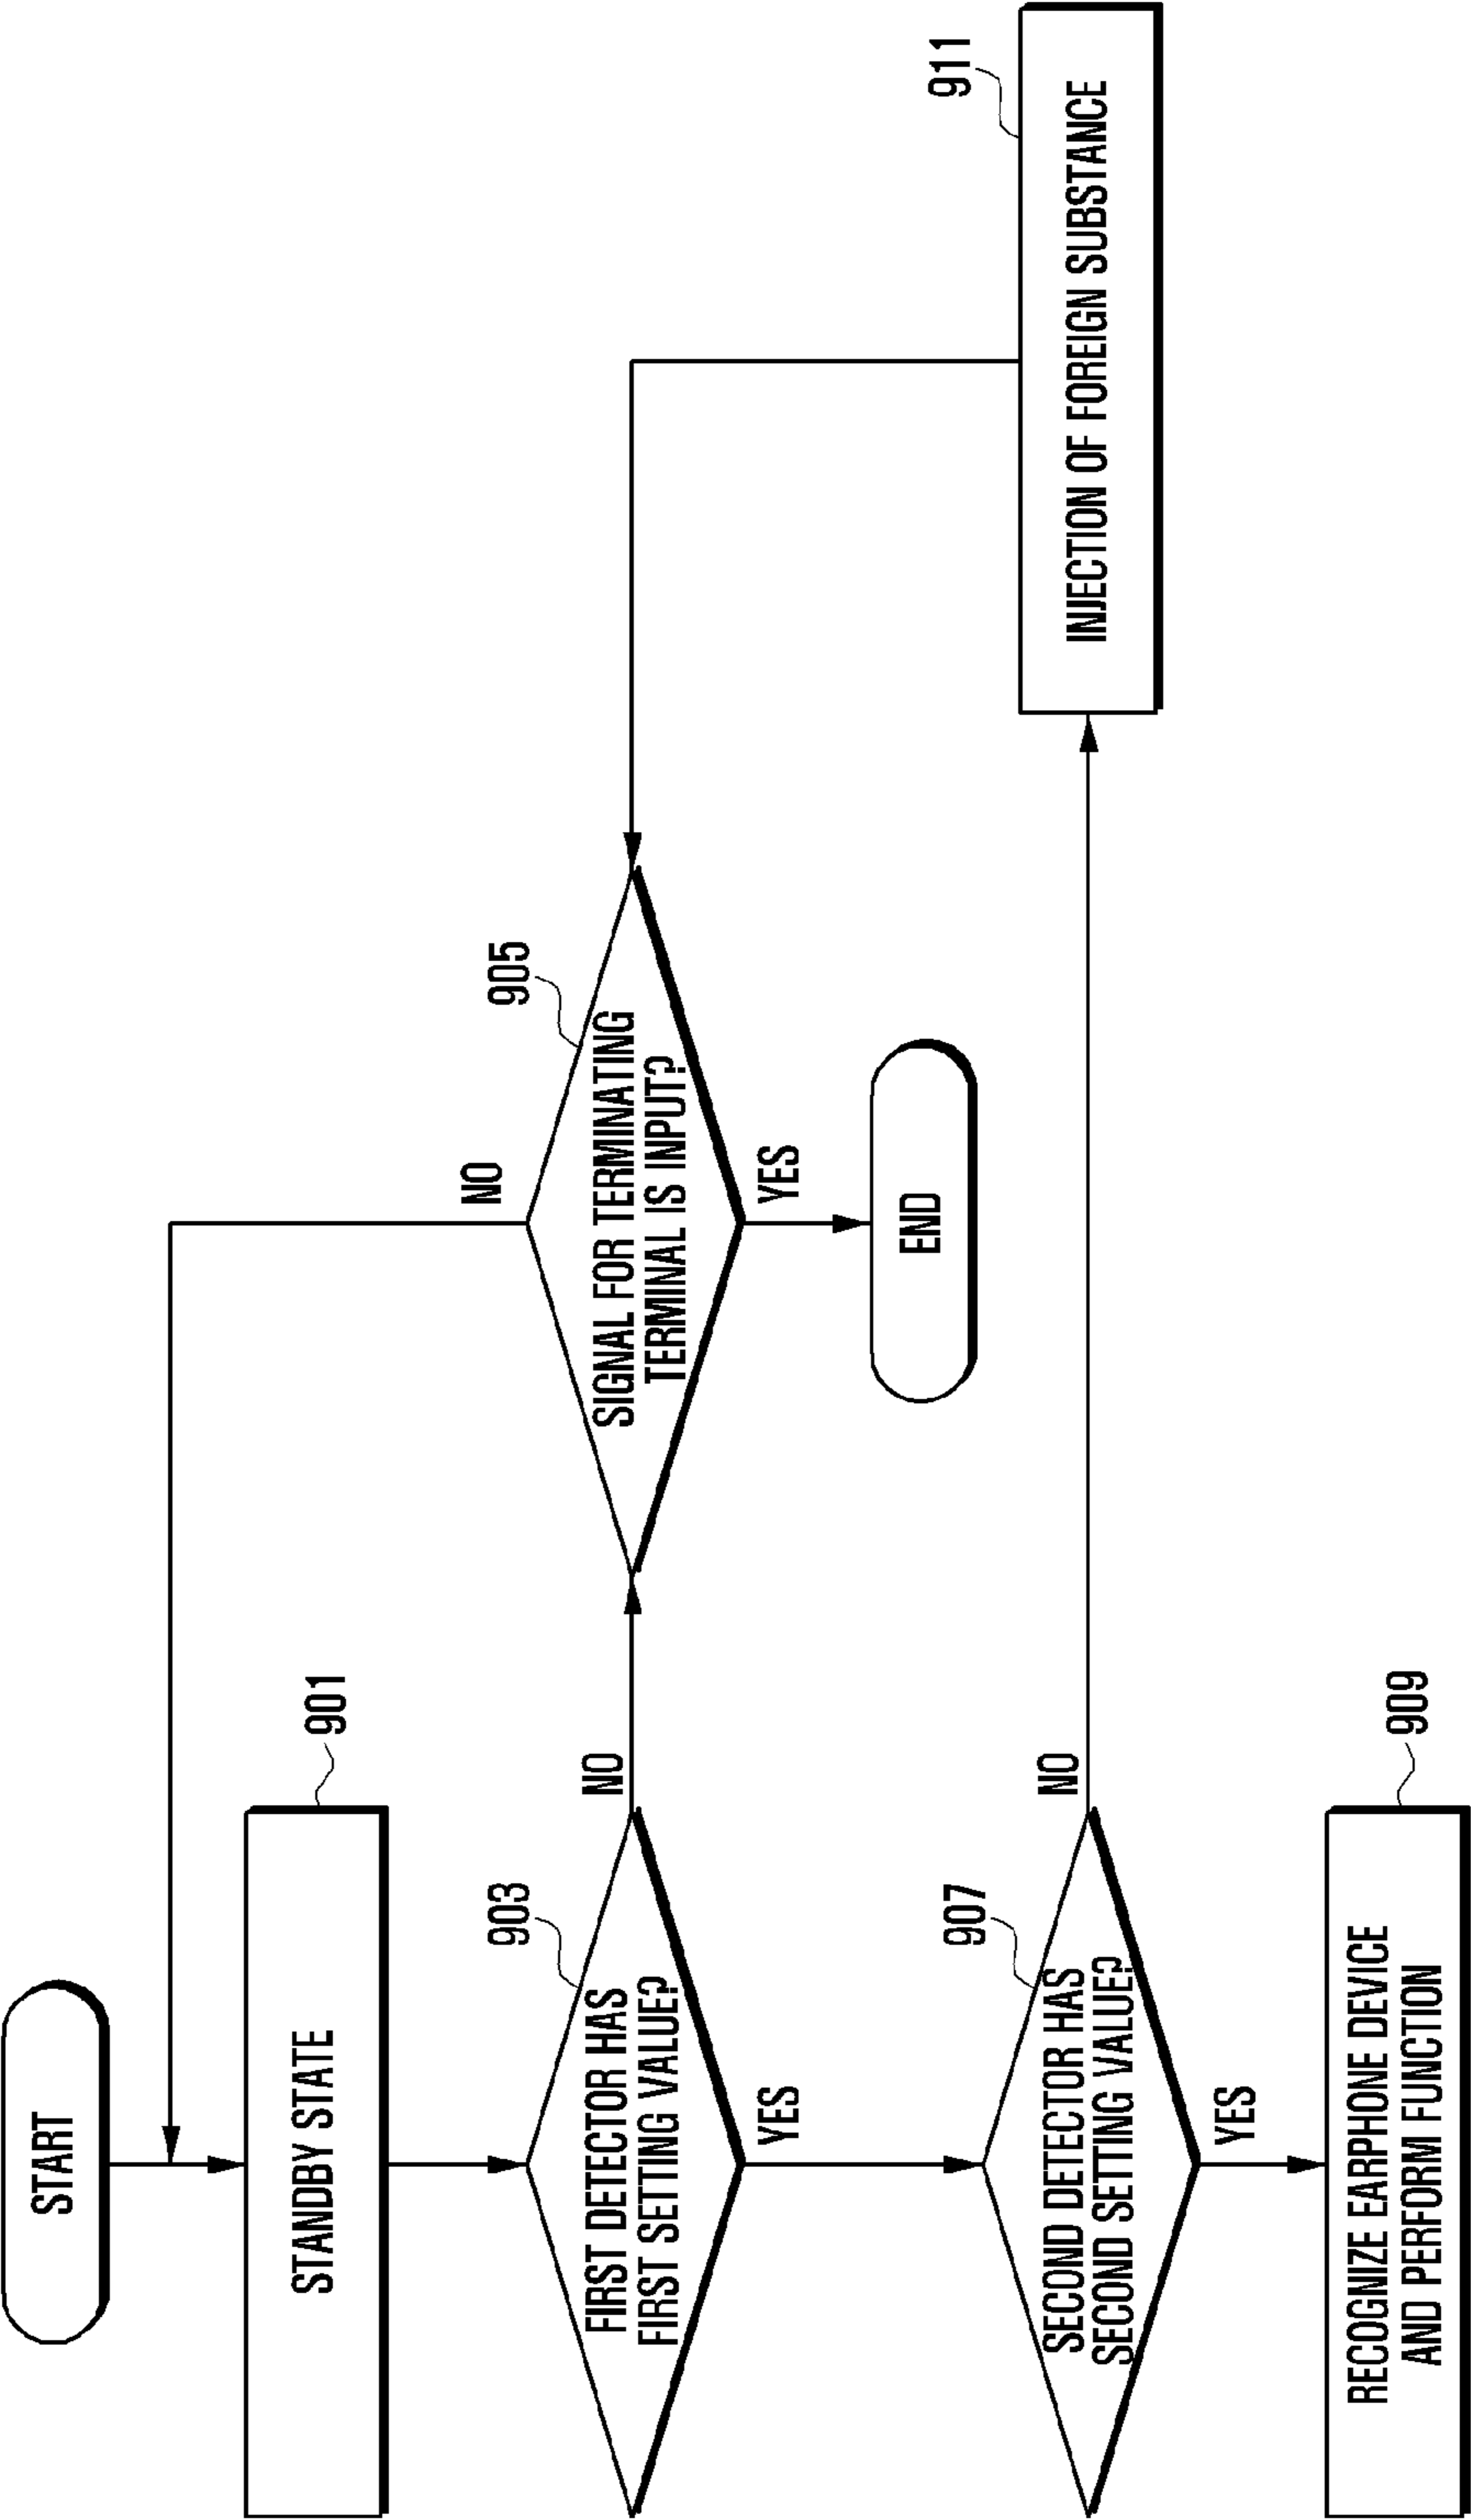 START
STANDBY STATE
901
FIRST DETECTOR HAS
FIRST SETTING VALUE?
903
NO
YES
SIGNAL FOR TERMINATING
TERMINAL IS INPUT?
905
NO
YES
END
SECOND DETECTOR HAS
SECOND SETTING VALUE?
907
NO
YES
INJECTION OF FOREIGN SUBSTANCE
911
RECOGNIZE EARPHONE DEVICE
AND PERFORM FUNCTION
909